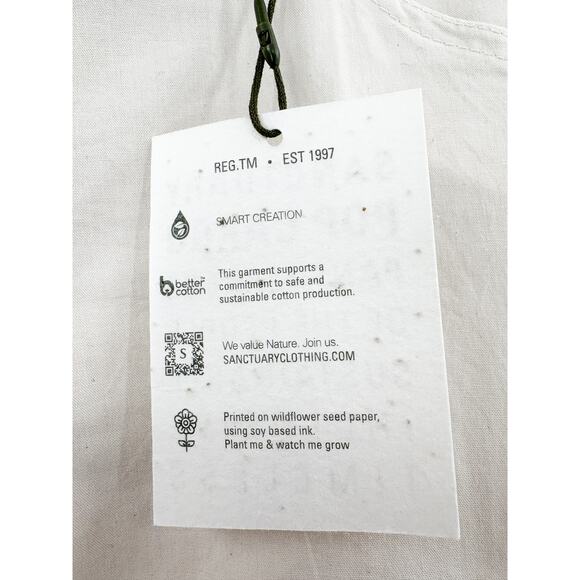 REG.TM • EST 1997
SMART CREATION
better
cotton™
This garment supports a
commitment to safe and
sustainable cotton production.
S
We value Nature. Join us.
SANCTUARYCLOTHING.COM
Printed on wildflower seed paper,
using soy based ink.
Plant me & watch me grow